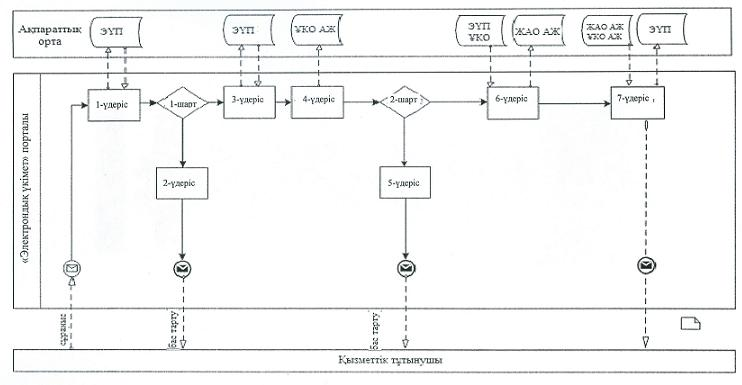 Ақпараттық
орта
ЭҮП
ЭҮП
ҰКО АЖ
ЭҮП
ҰКО
ЖАО АЖ
ЖАО АЖ
ҰКО АЖ
ЭҮП
«Электрондық үкімет» порталы
1-үдеріс
1-шарт
3-үдеріс
4-үдеріс
2-шарт
6-үдеріс
7-үдеріс
2-үдеріс
5-үдеріс
сұраныс
бас тарту
бас тарту
Қызметтік тұтынушы